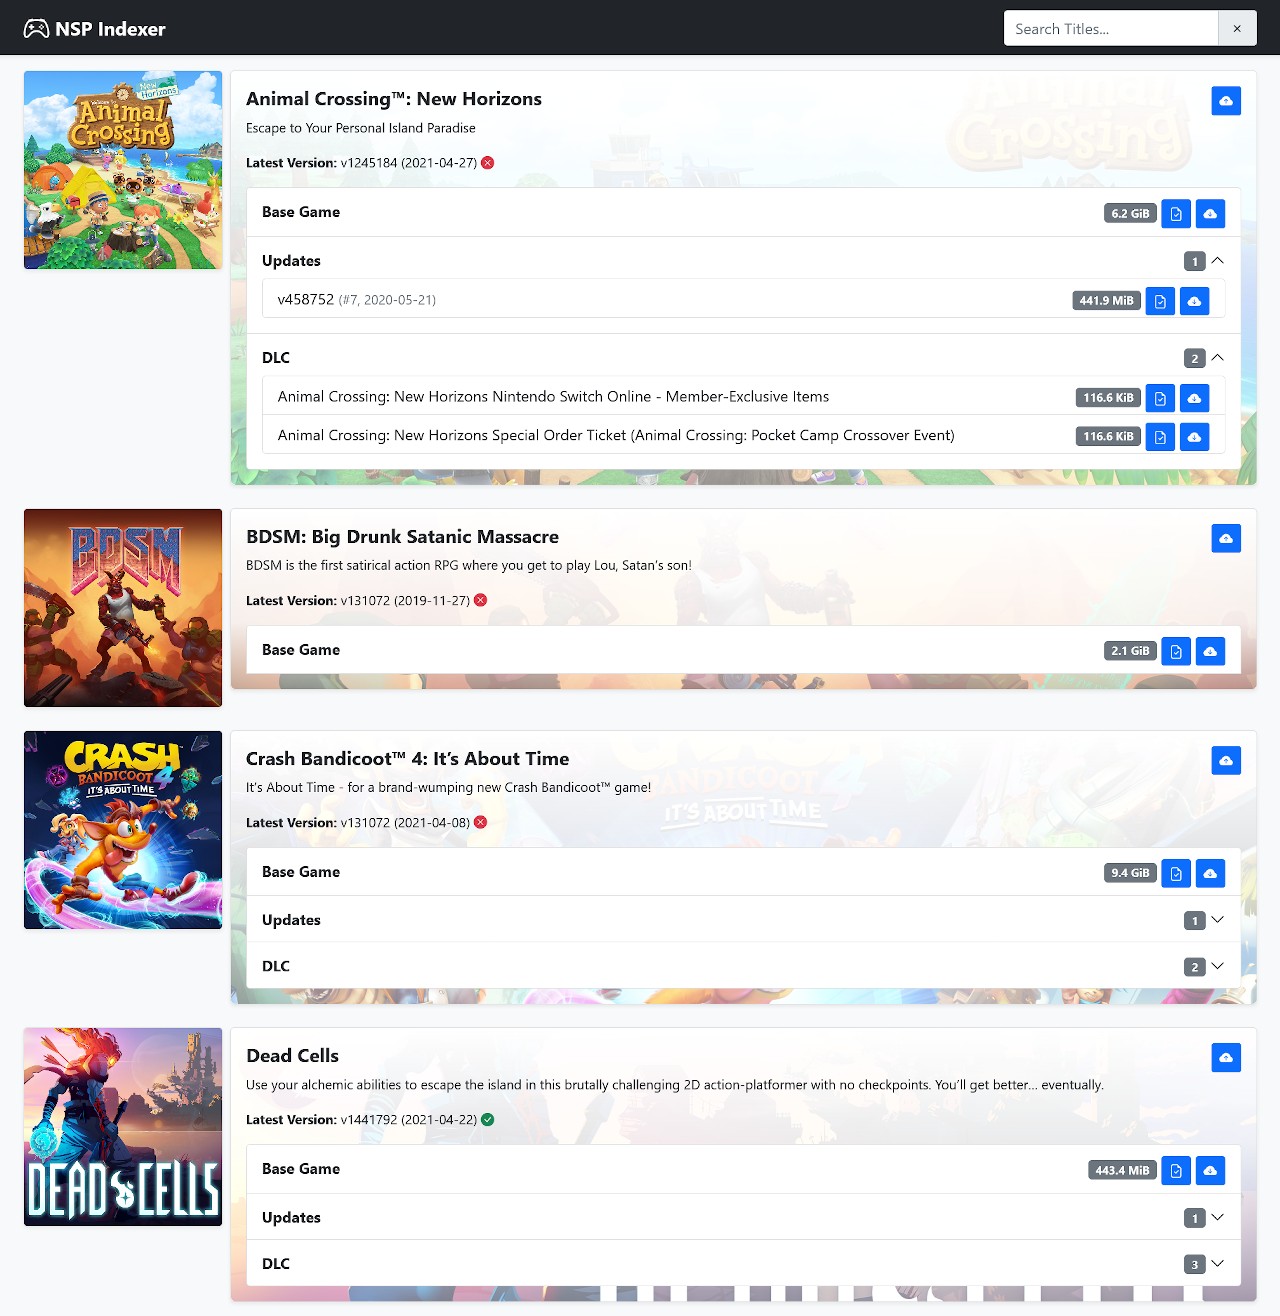 NSP Indexer
Search Titles...
×
Welcome to
Animal Crossing
New Horizons
Animal Crossing™: New Horizons
Escape to Your Personal Island Paradise
Latest Version: v1245184 (2021-04-27)
Base Game
6.2 GiB
Updates
1
v458752 (#7, 2020-05-21)
441.9 MiB
DLC
2
Animal Crossing: New Horizons Nintendo Switch Online - Member-Exclusive Items
116.6 KiB
Animal Crossing: New Horizons Special Order Ticket (Animal Crossing: Pocket Camp Crossover Event)
116.6 KiB
BDSM
BDSM: Big Drunk Satanic Massacre
BDSM is the first satirical action RPG where you get to play Lou, Satan's son!
Latest Version: v131072 (2019-11-27)
Base Game
2.1 GiB
CRASH
BANDICOOT 4
IT'S ABOUT TIME
Crash Bandicoot™ 4: It's About Time
It's About Time - for a brand-wumping new Crash Bandicoot™ game!
Latest Version: v131072 (2021-04-08)
Base Game
9.4 GiB
Updates
1
DLC
2
DEAD CELLS
Dead Cells
Use your alchemic abilities to escape the island in this brutally challenging 2D action-platformer with no checkpoints. You'll get better... eventually.
Latest Version: v1441792 (2021-04-22)
Base Game
443.4 MiB
Updates
1
DLC
3